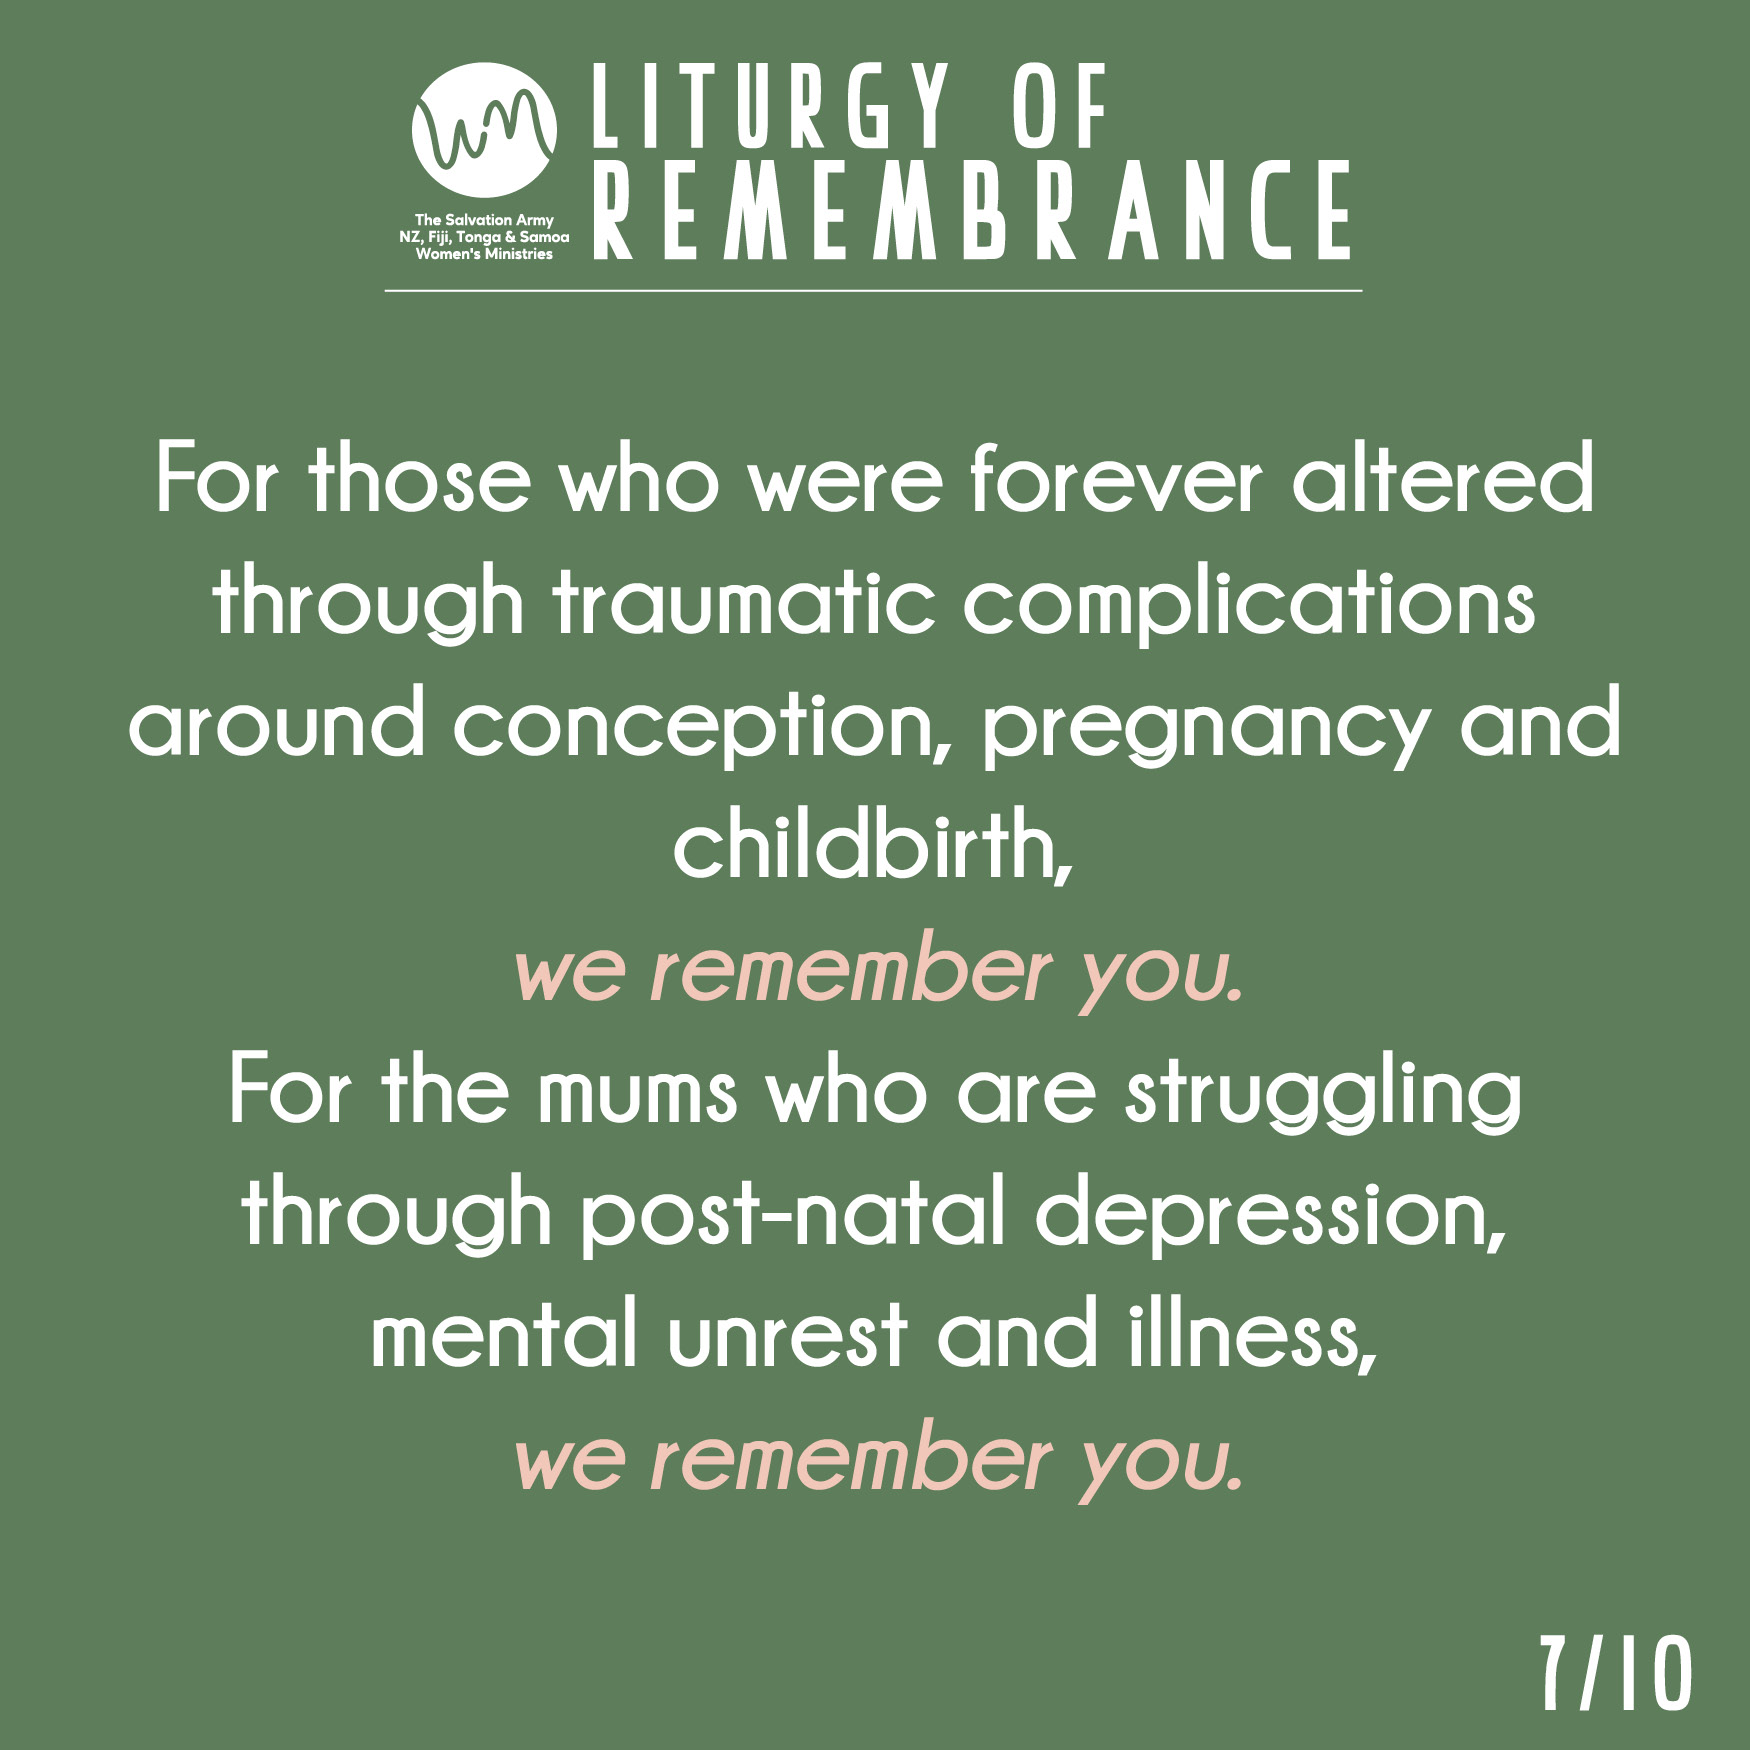 wm
The Salvation Army
NZ, Fiji, Tonga & Samoa
Women's Ministries
LITURGY OF
REMEMBRANCE
For those who were forever altered
through traumatic complications
around conception, pregnancy and
childbirth,
we remember you.
For the mums who are struggling
through post-natal depression,
mental unrest and illness,
we remember you.
7/10